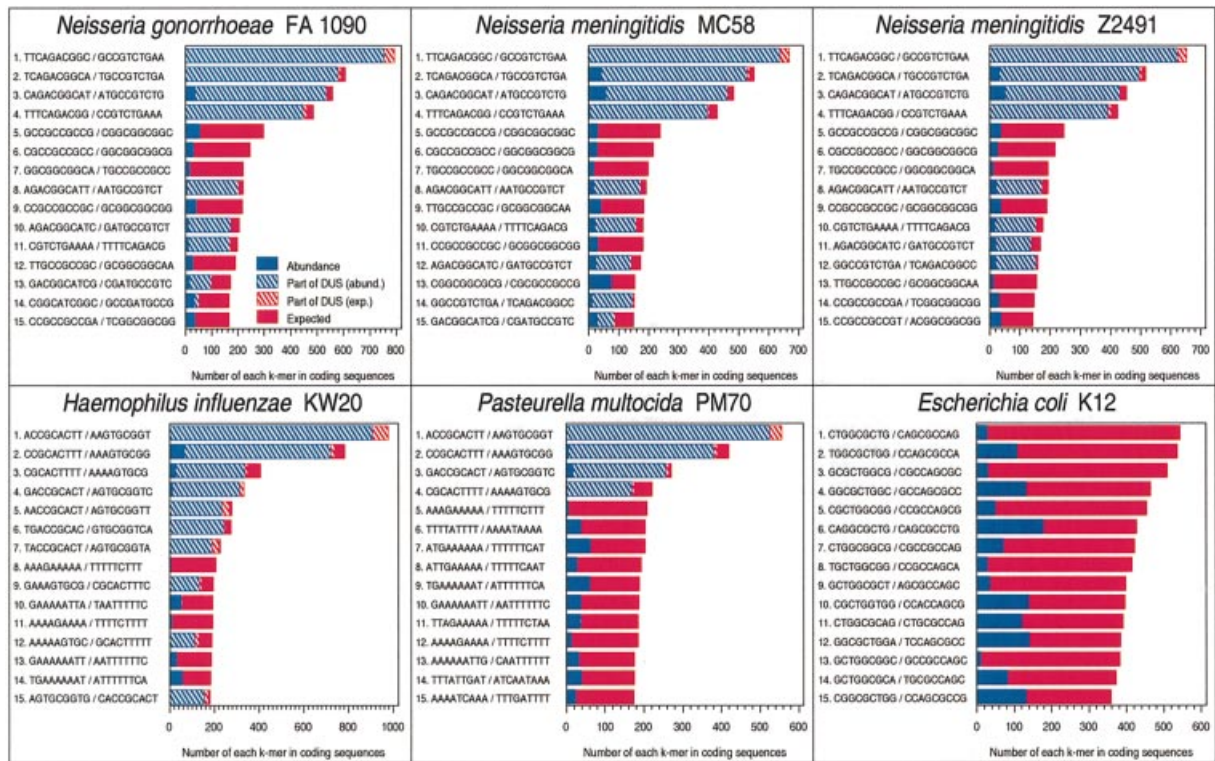 Neisseria gonorrhoeae FA 1090
1. TTCAGACGGC / GCCGTCTGAA
2. TCAGACGGCA / TGCCGTCTGA
3. CAGACGGCAT / ATGCCGTCTG
4. TTTCAGACGG / CCGTCTGAAA
5. GCCGCCGCCG / CGGCGGCGGC
6. CGCCGCCGCC / GGCGGCGGCG
7. GGCGGCGGCA / TGCCGCCGCC
8. AGACGGCATT / AATGCCGTCT
9. CCGCCGCCGC / GCGGCGGCGG
10. AGACGGCATC / GATGCCGTCT
11. CGTCTGAAAA / TTTTCAGACG
12. TTGCCGCCGC / GCGGCGGCAA
13. GACGGCATCG / CGATGCCGTC
14. CGGCATCGGC / GCCGATGCCG
15. CCGCCGCCGA / TCGGCGGCGG
Abundance
Part of DUS (abund.)
Part of DUS (exp.)
Expected
0 100 200 300 400 500 600 700 800
Number of each k-mer in coding sequences
Neisseria meningitidis MC58
1. TTCAGACGGC / GCCGTCTGAA
2. TCAGACGGCA / TGCCGTCTGA
3. CAGACGGCAT / ATGCCGTCTG
4. TTTCAGACGG / CCGTCTGAAA
5. GCCGCCGCCG / CGGCGGCGGC
6. CGCCGCCGCC / GGCGGCGGCG
7. TGCCGCCGCC / GGCGGCGGCA
8. AGACGGCATT / AATGCCGTCT
9. TTGCCGCCGC / GCGGCGGCAA
10. CGTCTGAAAA / TTTTCAGACG
11. CCGCCGCCGC / GCGGCGGCGG
12. AGACGGCATC / GATGCCGTCT
13. CGGCGGCGCG / CGCGCCGCCG
14. GGCCGTCTGA / TCAGACGGCC
15. GACGGCATCG / CGATGCCGTC
0 100 200 300 400 500 600 700
Number of each k-mer in coding sequences
Neisseria meningitidis Z2491
1. TTCAGACGGC / GCCGTCTGAA
2. TCAGACGGCA / TGCCGTCTGA
3. CAGACGGCAT / ATGCCGTCTG
4. TTTCAGACGG / CCGTCTGAAA
5. GCCGCCGCCG / CGGCGGCGGC
6. CGCCGCCGCC / GGCGGCGGCG
7. TGCCGCCGCC / GGCGGCGGCA
8. AGACGGCATT / AATGCCGTCT
9. CCGCCGCCGC / GCGGCGGCGG
10. CGTCTGAAAA / TTTTCAGACG
11. AGACGGCATC / GATGCCGTCT
12. GGCCGTCTGA / TCAGACGGCC
13. TTGCCGCCGC / GCGGCGGCAA
14. CCGCCGCCGA / TCGGCGGCGG
15. CCGCCGCCGT / ACGGCGGCGG
0 100 200 300 400 500 600 700
Number of each k-mer in coding sequences
Haemophilus influenzae KW20
1. ACCGCACTT / AAGTGCGGT
2. CCGCACTTT / AAAGTGCGG
3. CGCACTTTT / AAAAGTGCG
4. GACCGCACT / AGTGCGGTC
5. AACCGCACT / AGTGCGGTT
6. TGACCGCAC / GTGCGGTCA
7. TACCGCACT / AGTGCGGTA
8. AAAGAAAAA / TTTTTCTTT
9. GAAAGTGCG / CGCACTTTC
10. GAAAAATTA / TAATTTTTC
11. AAAAGAAAA / TTTTCTTTT
12. AAAAAGTGC / GCACTTTTT
13. GAAAAAATT / AATTTTTTC
14. TGAAAAAAT / ATTTTTTCA
15. AGTGCGGTG / CACCGCACT
0 200 400 600 800 1000
Number of each k-mer in coding sequences
Pasteurella multocida PM70
1. ACCGCACTT / AAGTGCGGT
2. CCGCACTTT / AAAGTGCGG
3. GACCGCACT / AGTGCGGTC
4. CGCACTTTT / AAAAGTGCG
5. AAAGAAAAA / TTTTTCTTT
6. TTTTATTTT / AAAATAAAA
7. ATGAAAAAA / TTTTTTCAT
8. ATTGAAAAA / TTTTTCAAT
9. TGAAAAAAT / ATTTTTTCA
10. GAAAAAATT / AATTTTTTC
11. TTAGAAAAA / TTTTTCTAA
12. AAAAGAAAA / TTTTCTTTT
13. AAAAAATTG / CAATTTTTT
14. TTTATTGAT / ATCAATAAA
15. AAAATCAAA / TTTGATTTT
0 100 200 300 400 500 600
Number of each k-mer in coding sequences
Escherichia coli K12
1. CTGGCGCTG / CAGCGCCAG
2. TGGCGCTGG / CCAGCGCCA
3. GCGCTGGCG / CGCCAGCGC
4. GGCGCTGGC / GCCAGCGCC
5. CGCTGGCGG / CCGCCAGCG
6. CAGGCGCTG / CAGCGCCTG
7. CTGGCGGCG / CGCCGCCAG
8. TGCTGGCGG / CCGCCAGCA
9. GCTGGCGCT / AGCGCCAGC
10. CGCTGGTGG / CCACCAGCG
11. CTGGCGCAG / CTGCGCCAG
12. GGCGCTGGA / TCCAGCGCC
13. GCTGGCGGC / GCCGCCAGC
14. GCTGGCGCA / TGCGCCAGC
15. CGGCGCTGG / CCAGCGCCG
0 100 200 300 400 500 600
Number of each k-mer in coding sequences